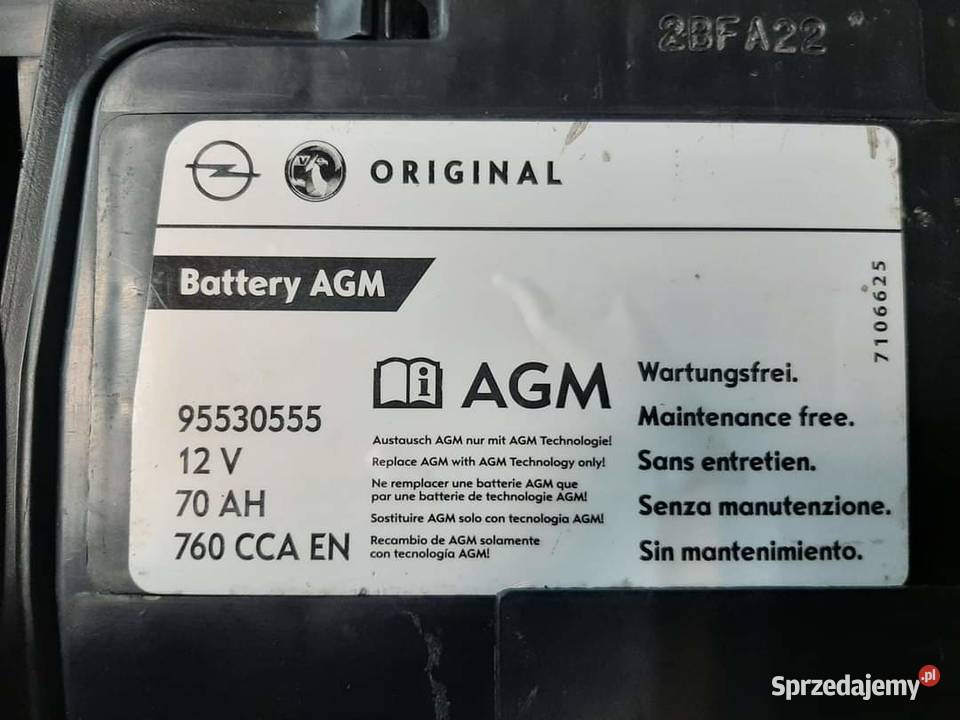 2BFA22
ORIGINAL
Battery AGM
7106625
95530555
12 V
70 AH
760 CCA EN
AGM
Austausch AGM nur mit AGM Technologie!
Replace AGM with AGM Technology only!
Ne remplacer une batterie AGM que
par une batterie de technologie AGM!
Sostituire AGM solo con tecnologia AGM!
Recambio de AGM solamente
con tecnología AGM!
Wartungsfrei.
Maintenance free.
Sans entretien.
Senza manutenzione.
Sin mantenimiento.
Sprzedajemy.pl